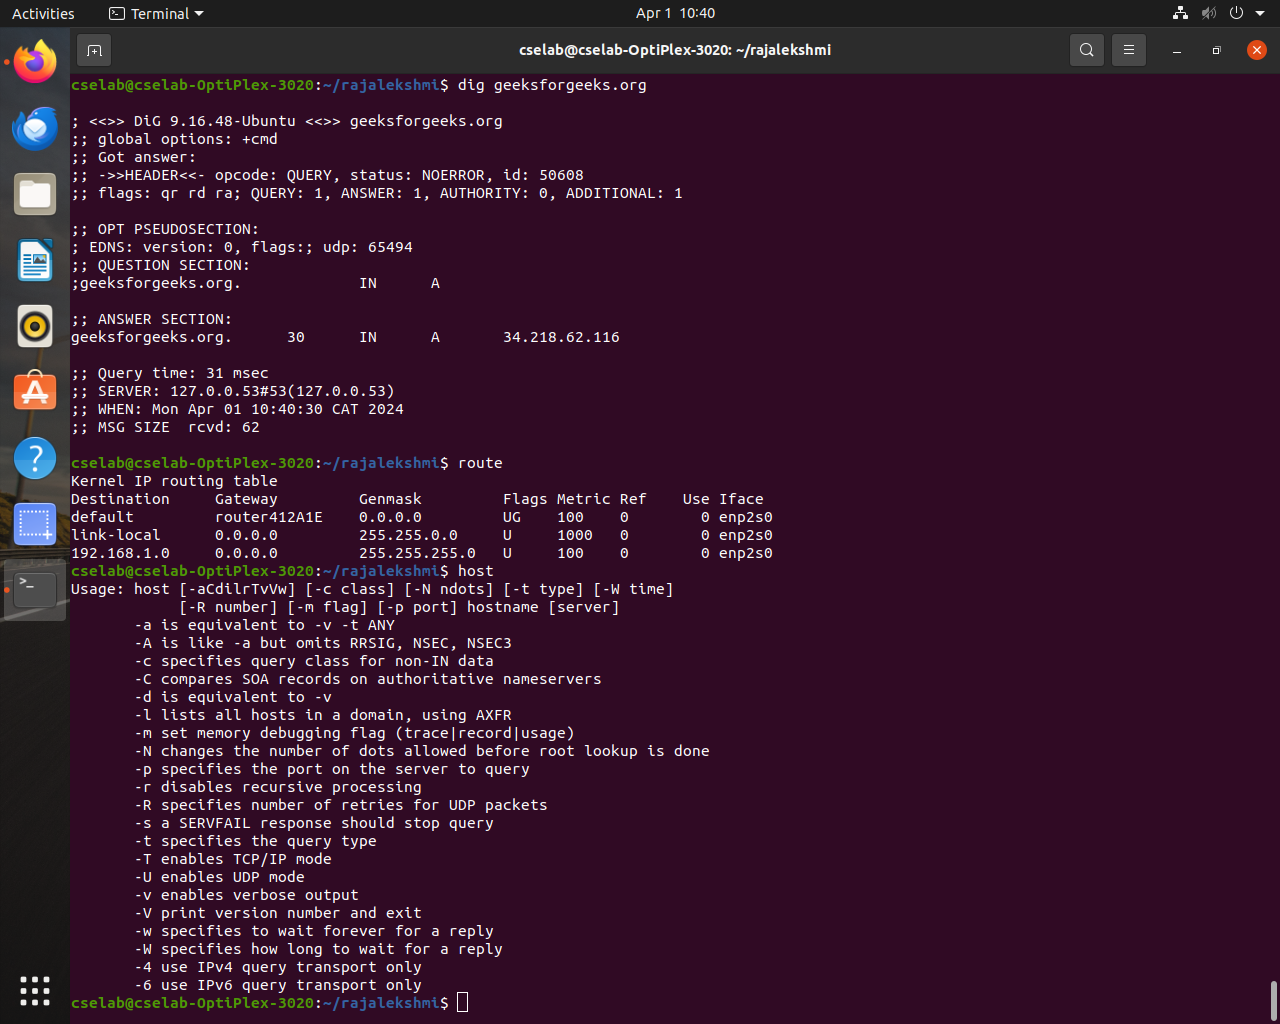 Activities
Terminal
Apr 1 10:40
cselab@cselab-OptiPlex-3020: ~/rajalekshmi
cselab@cselab-OptiPlex-3020:~/rajalekshmi$ dig geeksforgeeks.org
; <<>> DiG 9.16.48-Ubuntu <<>> geeksforgeeks.org
;; global options: +cmd
;; Got answer:
;; ->>HEADER<<- opcode: QUERY, status: NOERROR, id: 50608
;; flags: qr rd ra; QUERY: 1, ANSWER: 1, AUTHORITY: 0, ADDITIONAL: 1
;; OPT PSEUDOSECTION:
; EDNS: version: 0, flags:; udp: 65494
;; QUESTION SECTION:
;geeksforgeeks.org.             IN      A
;; ANSWER SECTION:
geeksforgeeks.org.      30      IN      A       34.218.62.116
;; Query time: 31 msec
;; SERVER: 127.0.0.53#53(127.0.0.53)
;; WHEN: Mon Apr 01 10:40:30 CAT 2024
;; MSG SIZE  rcvd: 62
cselab@cselab-OptiPlex-3020:~/rajalekshmi$ route
Kernel IP routing table
Destination     Gateway         Genmask         Flags Metric Ref    Use Iface
default         router412A1E    0.0.0.0         UG    100    0        0 enp2s0
link-local      0.0.0.0         255.255.0.0     U     1000   0        0 enp2s0
192.168.1.0     0.0.0.0         255.255.255.0   U     100    0        0 enp2s0
cselab@cselab-OptiPlex-3020:~/rajalekshmi$ host
Usage: host [-aCdilrTvVw] [-c class] [-N ndots] [-t type] [-W time]
            [-R number] [-m flag] [-p port] hostname [server]
       -a is equivalent to -v -t ANY
       -A is like -a but omits RRSIG, NSEC, NSEC3
       -c specifies query class for non-IN data
       -C compares SOA records on authoritative nameservers
       -d is equivalent to -v
       -l lists all hosts in a domain, using AXFR
       -m set memory debugging flag (trace|record|usage)
       -N changes the number of dots allowed before root lookup is done
       -p specifies the port on the server to query
       -r disables recursive processing
       -R specifies number of retries for UDP packets
       -s a SERVFAIL response should stop query
       -t specifies the query type
       -T enables TCP/IP mode
       -U enables UDP mode
       -v enables verbose output
       -V print version number and exit
       -w specifies to wait forever for a reply
       -W specifies how long to wait for a reply
       -4 use IPv4 query transport only
       -6 use IPv6 query transport only
cselab@cselab-OptiPlex-3020:~/rajalekshmi$